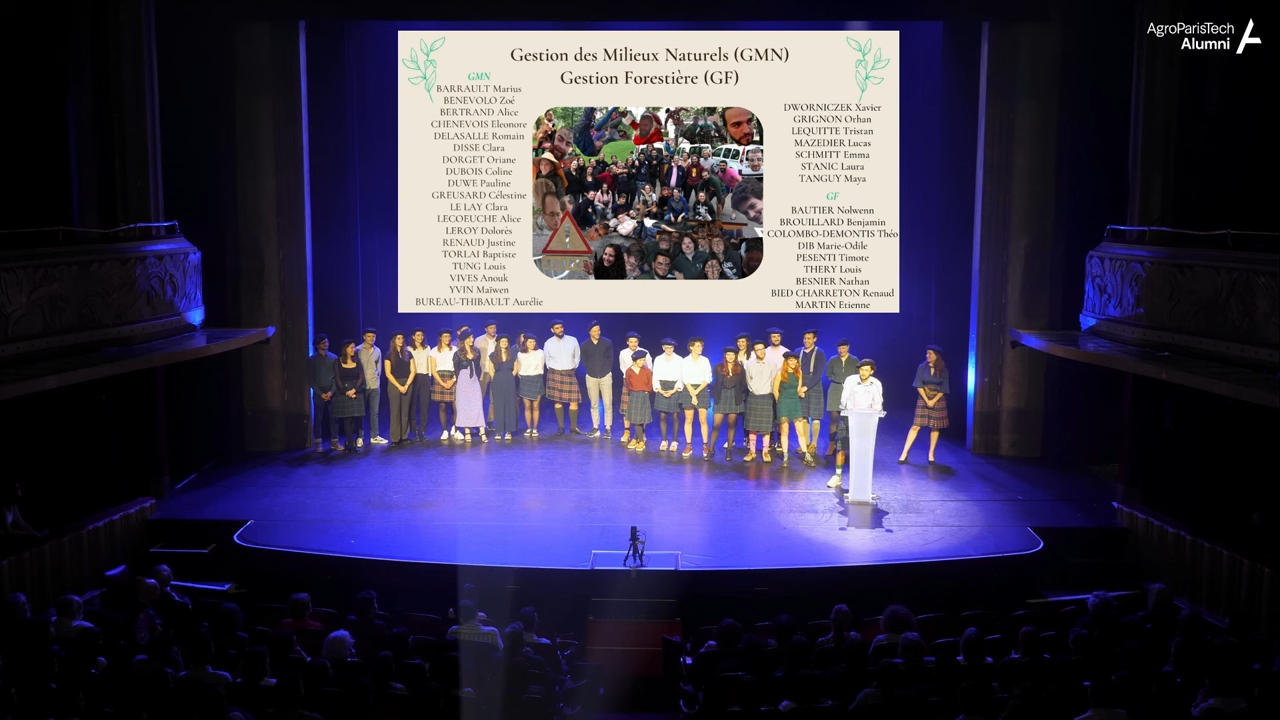 AgroParisTech
Alumni
Gestion des Milieux Naturels (GMN)
Gestion Forestière (GF)
GMN
BARRAULT Marius
BENEVOLO Zoé
BERTRAND Alice
CHENEVOIS Eleonore
DELASALLE Romain
DISSE Clara
DORGET Oriane
DUBOIS Coline
DUWE Pauline
GREUSARD Célestine
LE LAY Clara
LECOEUCHE Alice
LEROY Dolorès
RENAUD Justine
TORLAI Baptiste
TUNG Louis
VIVES Anouk
YVIN Maïwen
BUREAU-THIBAULT Aurélie
DWORNICZEK Xavier
GRIGNON Orhan
LEQUITTE Tristan
MAZEDIER Lucas
SCHMITT Emma
STANIC Laura
TANGUY Maya
GF
BAUTIER Nolwenn
BROUILLARD Benjamin
COLOMBO-DEMONTIS Théo
DIB Marie-Odile
PESENTI Timote
THERY Louis
BESNIER Nathan
BIED CHARRETON Renaud
MARTIN Etienne